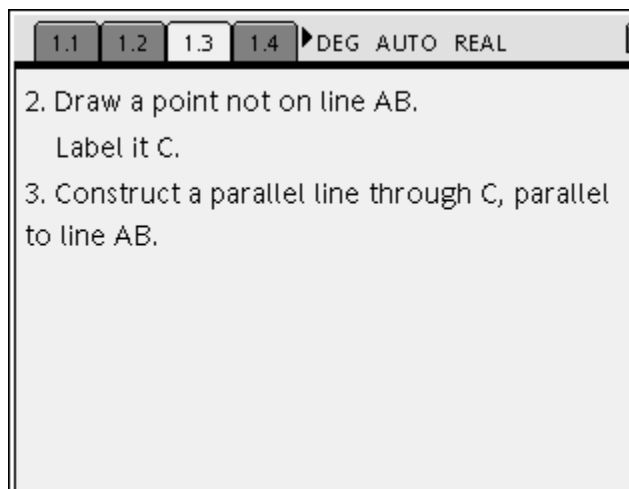 1.1 1.2 1.3 1.4 DEG AUTO REAL
2. Draw a point not on line AB.
Label it C.
3. Construct a parallel line through C, parallel
to line AB.